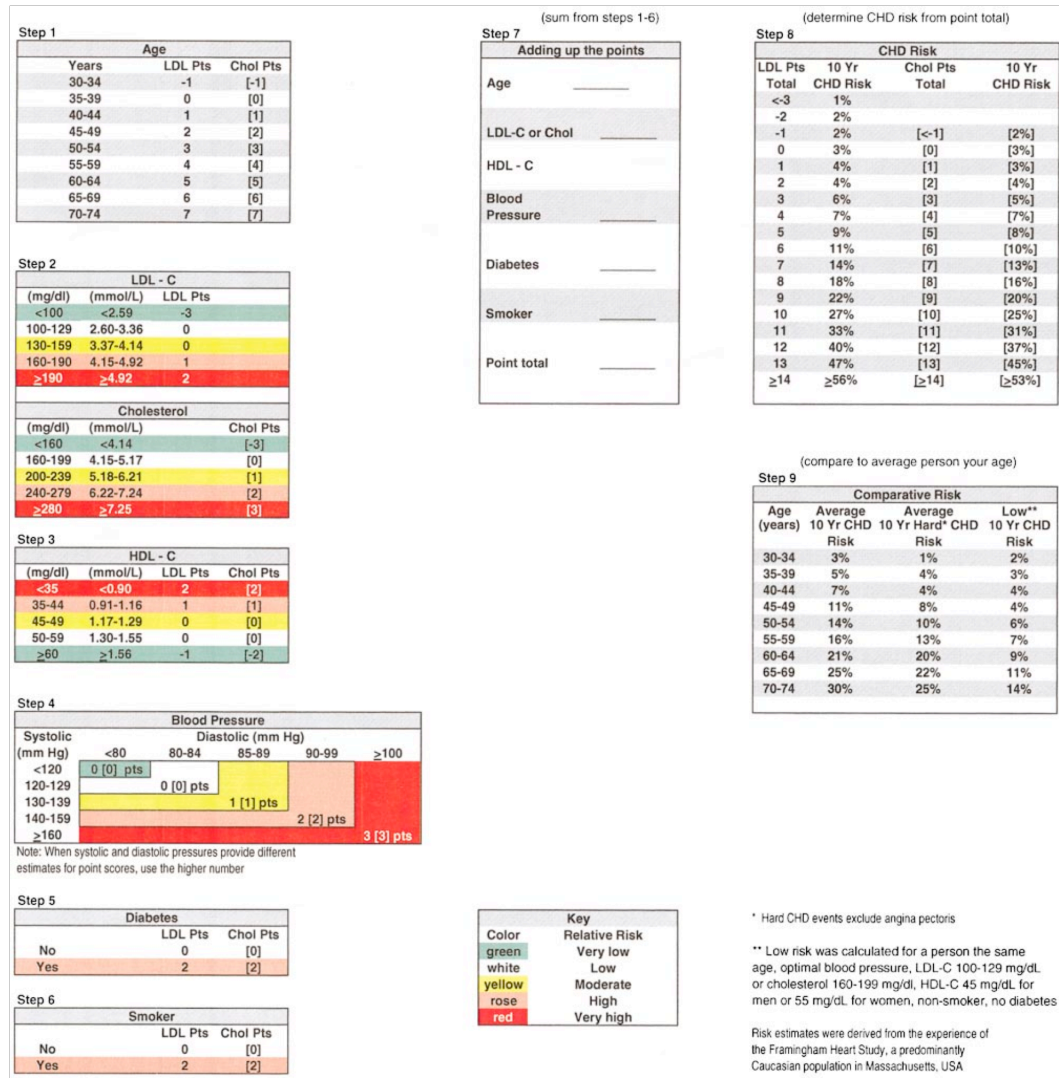 Step 1
Age
Years LDL Pts Chol Pts
30-34 -1 [-1]
35-39 0 [0]
40-44 1 [1]
45-49 2 [2]
50-54 3 [3]
55-59 4 [4]
60-64 5 [5]
65-69 6 [6]
70-74 7 [7]
Step 2
LDL - C
(mg/dl) (mmol/L) LDL Pts
<100 <2.59 -3
100-129 2.60-3.36 0
130-159 3.37-4.14 0
160-190 4.15-4.92 1
≥190 ≥4.92 2
Cholesterol
(mg/dl) (mmol/L) Chol Pts
<160 <4.14 [-3]
160-199 4.15-5.17 [0]
200-239 5.18-6.21 [1]
240-279 6.22-7.24 [2]
≥280 ≥7.25 [3]
Step 3
HDL - C
(mg/dl) (mmol/L) LDL Pts Chol Pts
<35 <0.90 2 [2]
35-44 0.91-1.16 1 [1]
45-49 1.17-1.29 0 [0]
50-59 1.30-1.55 0 [0]
≥60 ≥1.56 -1 [-2]
Step 4
Blood Pressure
Systolic Diastolic (mm Hg)
(mm Hg) <80 80-84 85-89 90-99 ≥100
<120 0 [0] pts
120-129 0 [0] pts
130-139 1 [1] pts
140-159 2 [2] pts
≥160 3 [3] pts
Note: When systolic and diastolic pressures provide different
estimates for point scores, use the higher number
Step 5
Diabetes
LDL Pts Chol Pts
No 0 [0]
Yes 2 [2]
Step 6
Smoker
LDL Pts Chol Pts
No 0 [0]
Yes 2 [2]
(sum from steps 1-6)
Step 7
Adding up the points
Age
LDL-C or Chol
HDL - C
Blood
Pressure
Diabetes
Smoker
Point total
Key
Color Relative Risk
green Very low
white Low
yellow Moderate
rose High
red Very high
(determine CHD risk from point total)
Step 8
CHD Risk
LDL Pts 10 Yr Chol Pts 10 Yr
Total CHD Risk Total CHD Risk
<-3 1%
-2 2%
-1 2% [<-1] [2%]
0 3% [0] [3%]
1 4% [1] [3%]
2 4% [2] [4%]
3 6% [3] [5%]
4 7% [4] [7%]
5 9% [5] [8%]
6 11% [6] [10%]
7 14% [7] [13%]
8 18% [8] [16%]
9 22% [9] [20%]
10 27% [10] [25%]
11 33% [11] [31%]
12 40% [12] [37%]
13 47% [13] [45%]
≥14 ≥56% [≥14] [≥53%]
(compare to average person your age)
Step 9
Comparative Risk
Age Average Average Low**
(years) 10 Yr CHD 10 Yr Hard* CHD 10 Yr CHD
Risk Risk Risk
30-34 3% 1% 2%
35-39 5% 4% 3%
40-44 7% 4% 4%
45-49 11% 8% 4%
50-54 14% 10% 6%
55-59 16% 13% 7%
60-64 21% 20% 9%
65-69 25% 22% 11%
70-74 30% 25% 14%
* Hard CHD events exclude angina pectoris
** Low risk was calculated for a person the same
age, optimal blood pressure, LDL-C 100-129 mg/dL
or cholesterol 160-199 mg/dl, HDL-C 45 mg/dL for
men or 55 mg/dL for women, non-smoker, no diabetes
Risk estimates were derived from the experience of
the Framingham Heart Study, a predominantly
Caucasian population in Massachusetts, USA